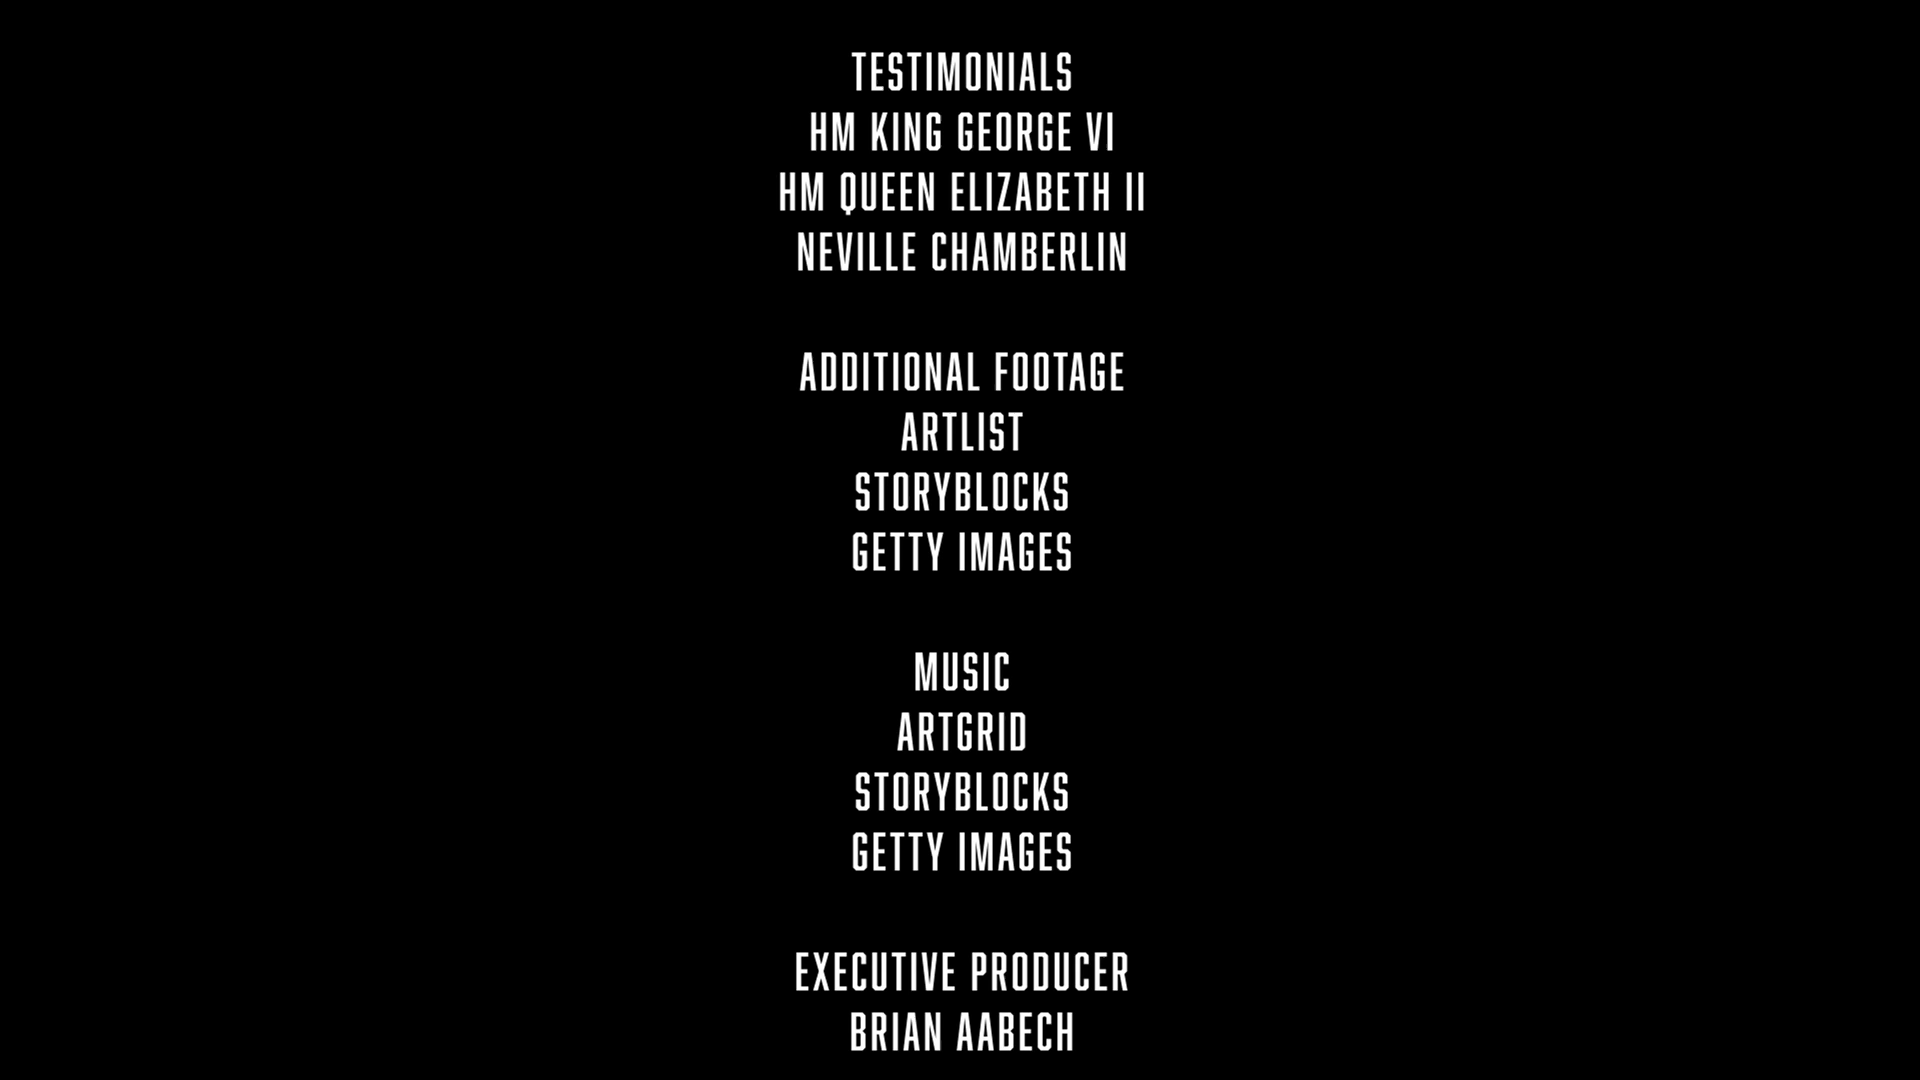 TESTIMONIALS
HM KING GEORGE VI
HM QUEEN ELIZABETH II
NEVILLE CHAMBERLIN
ADDITIONAL FOOTAGE
ARTLIST
STORYBLOCKS
GETTY IMAGES
MUSIC
ARTGRID
STORYBLOCKS
GETTY IMAGES
EXECUTIVE PRODUCER
BRIAN AABECH